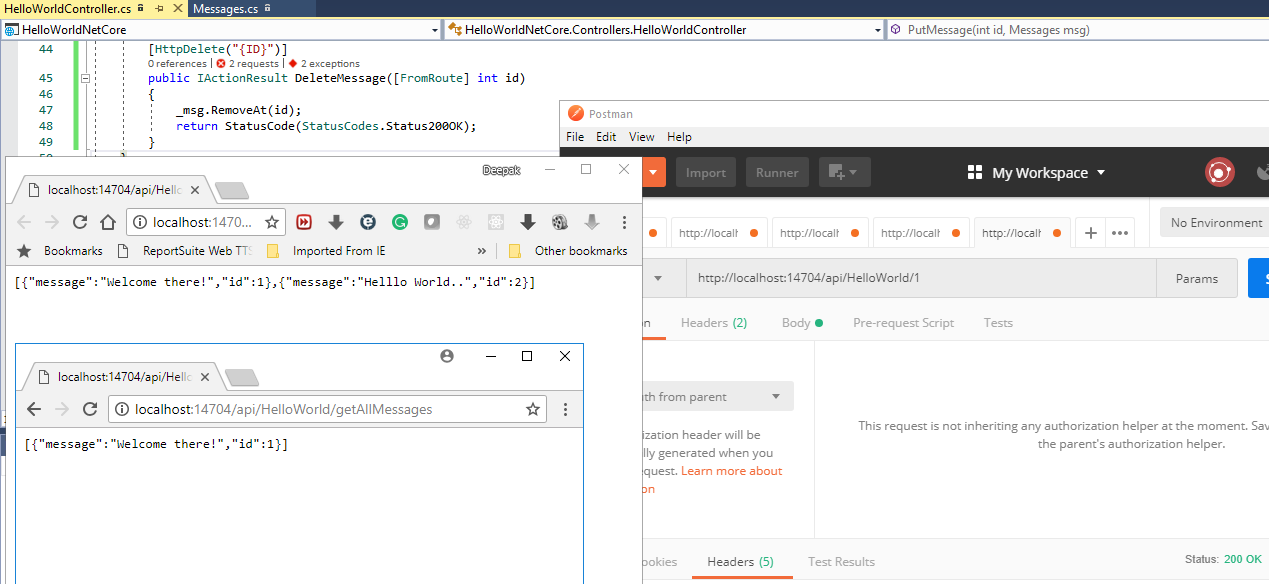 HelloWorldController.cs
Messages.cs
HelloWorldNetCore
HelloWorldNetCore.Controllers.HelloWorldController
PutMessage(int id, Messages msg)
44 [HttpDelete("{ID}")]
0 references | 2 requests | 2 exceptions
45 public IActionResult DeleteMessage([FromRoute] int id)
46 {
47 _msg.RemoveAt(id);
48 return StatusCode(StatusCodes.Status200OK);
49 }
Deepak
localhost:14704/api/Hello
localhost:1470...
Bookmarks
ReportSuite Web TTS
Imported From IE
»
Other bookmarks
[{"message":"Welcome there!","id":1},{"message":"Helllo World..","id":2}]
localhost:14704/api/Hello
localhost:14704/api/HelloWorld/getAllMessages
[{"message":"Welcome there!","id":1}]
Postman
File Edit View Help
Import
Runner
My Workspace
http://localh
http://localh
http://localh
http://localh
No Environment
http://localhost:14704/api/HelloWorld/1
Params
Headers (2)
Body
Pre-request Script
Tests
th from parent
ization header will be
lly generated when you
quest. Learn more about
on
This request is not inheriting any authorization helper at the moment. Sav
the parent's authorization helper.
ookies
Headers (5)
Test Results
Status: 200 OK